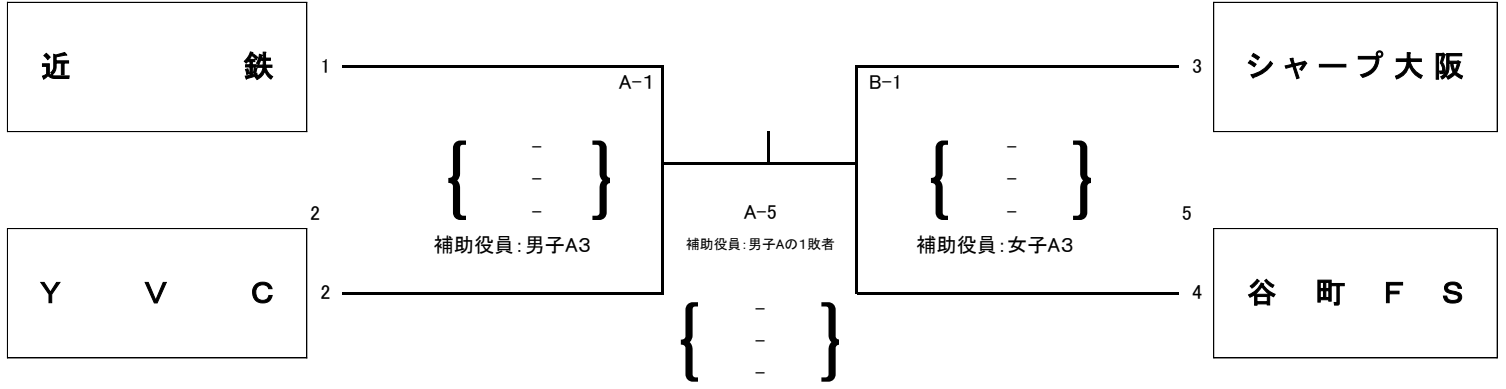 近 鉄
1
A-1
B-1
3
シャープ大阪
{ - - - }
{ - - - }
2
A-5
5
補助役員:男子A3
補助役員:男子Aの1敗者
補助役員:女子A3
Y V C
2
4
谷 町 F S
{ - - - }